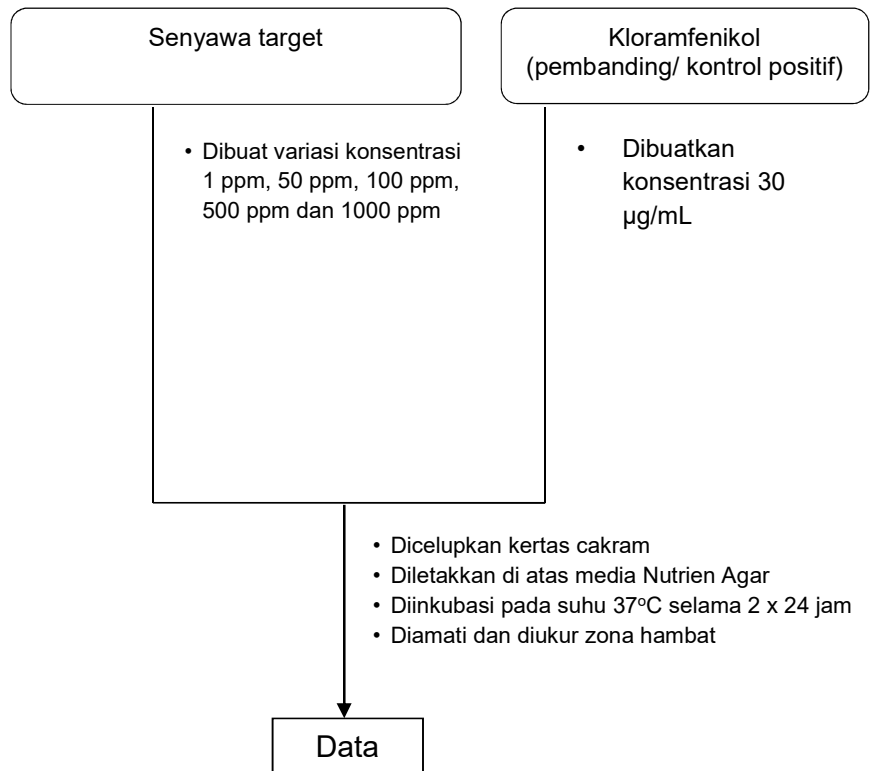 Senyawa target
Kloramfenikol
(pembanding/ kontrol positif)
• Dibuat variasi konsentrasi
1 ppm, 50 ppm, 100 ppm,
500 ppm dan 1000 ppm
• Dibuatkan
konsentrasi 30
µg/mL
• Dicelupkan kertas cakram
• Diletakkan di atas media Nutrien Agar
• Diinkubasi pada suhu 37°C selama 2 x 24 jam
• Diamati dan diukur zona hambat
Data